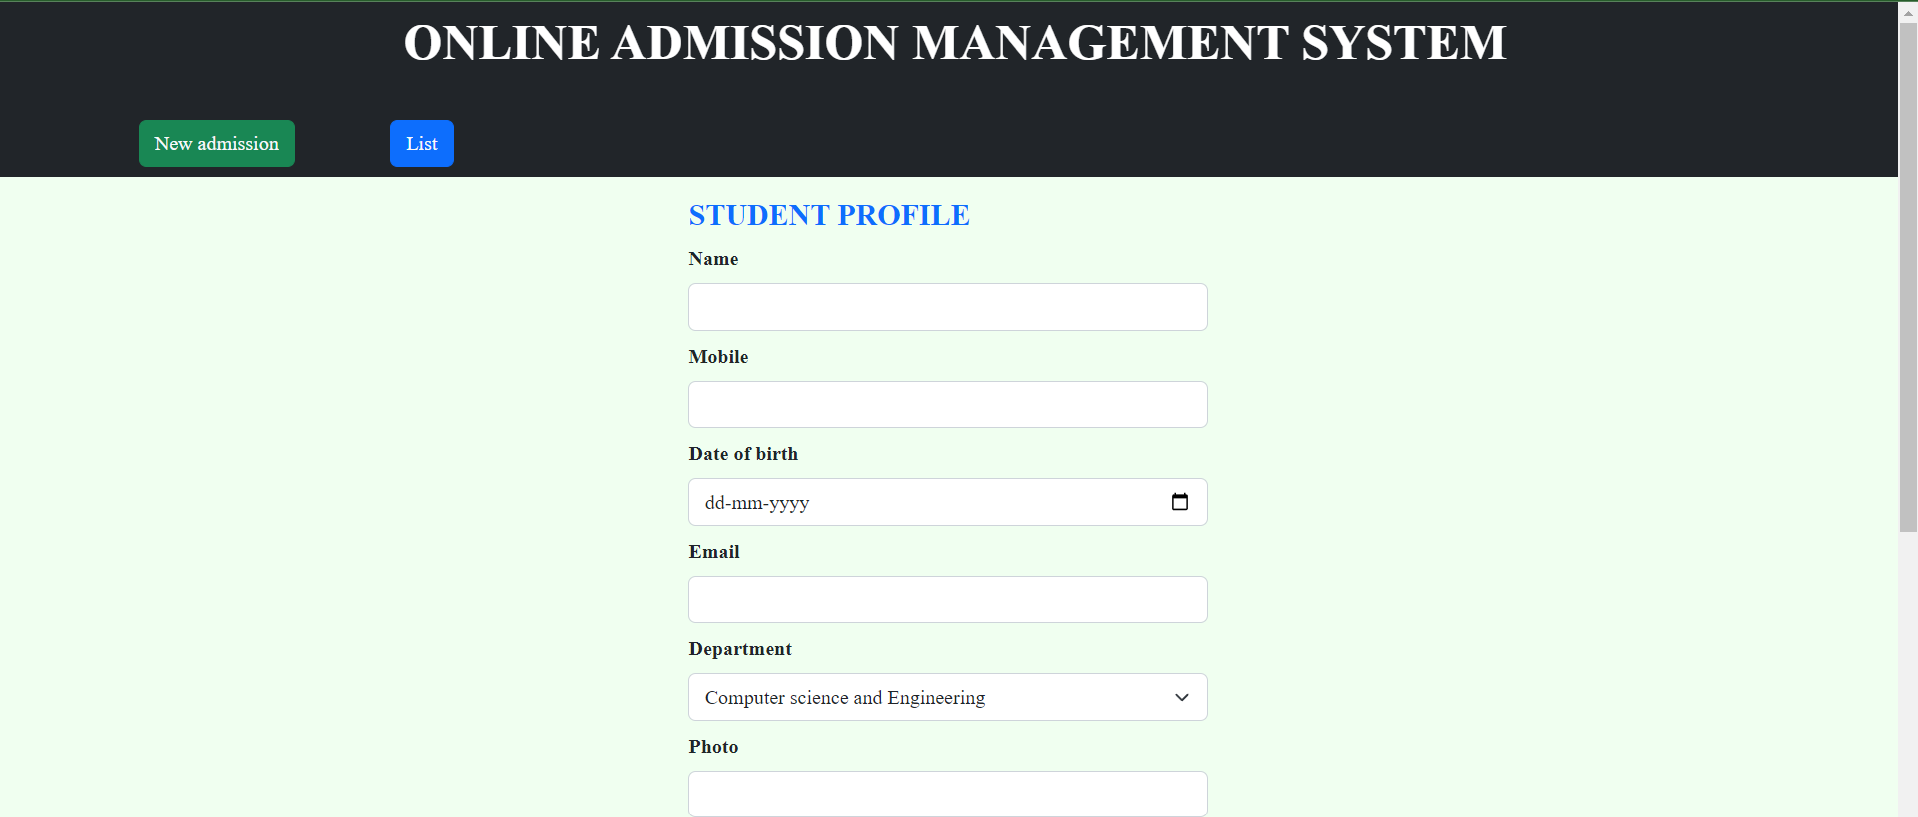 ONLINE ADMISSION MANAGEMENT SYSTEM
New admission
List
STUDENT PROFILE
Name
Mobile
Date of birth
dd-mm-yyyy
Email
Department
Computer science and Engineering
Photo